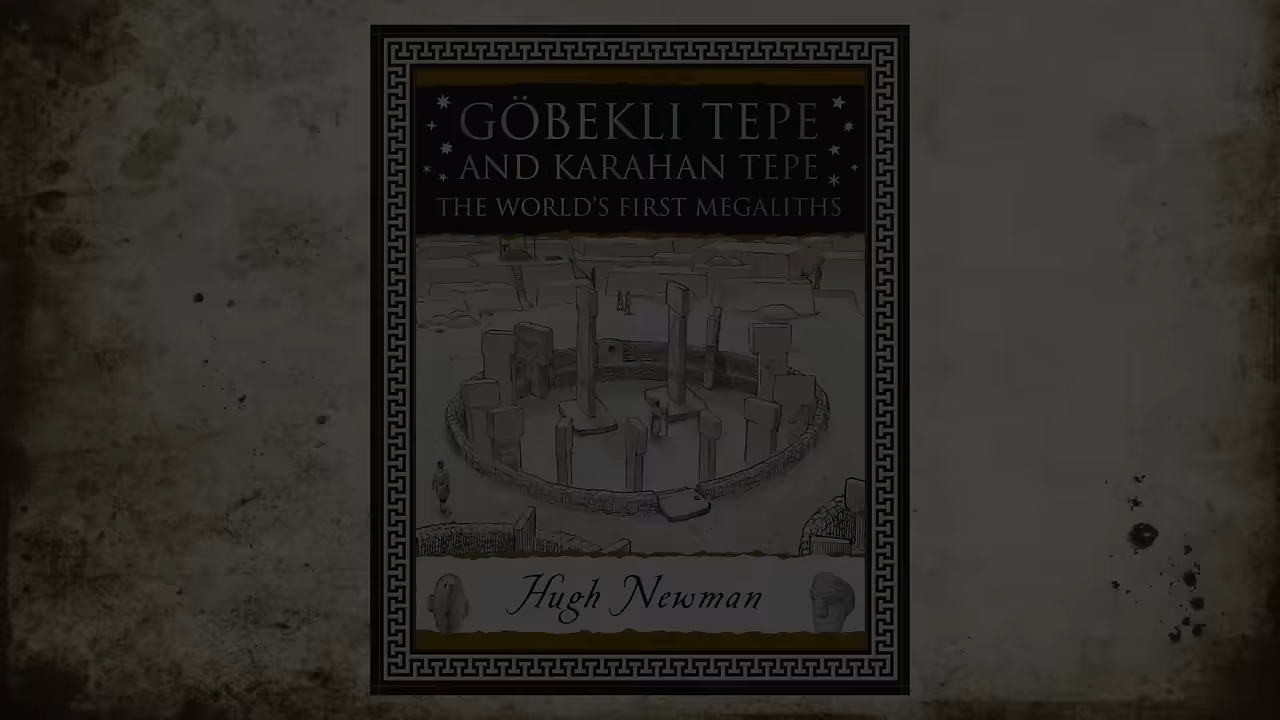 GÖBEKLI TEPE
AND KARAHAN TEPE
THE WORLD'S FIRST MEGALITHS
Hugh Newman